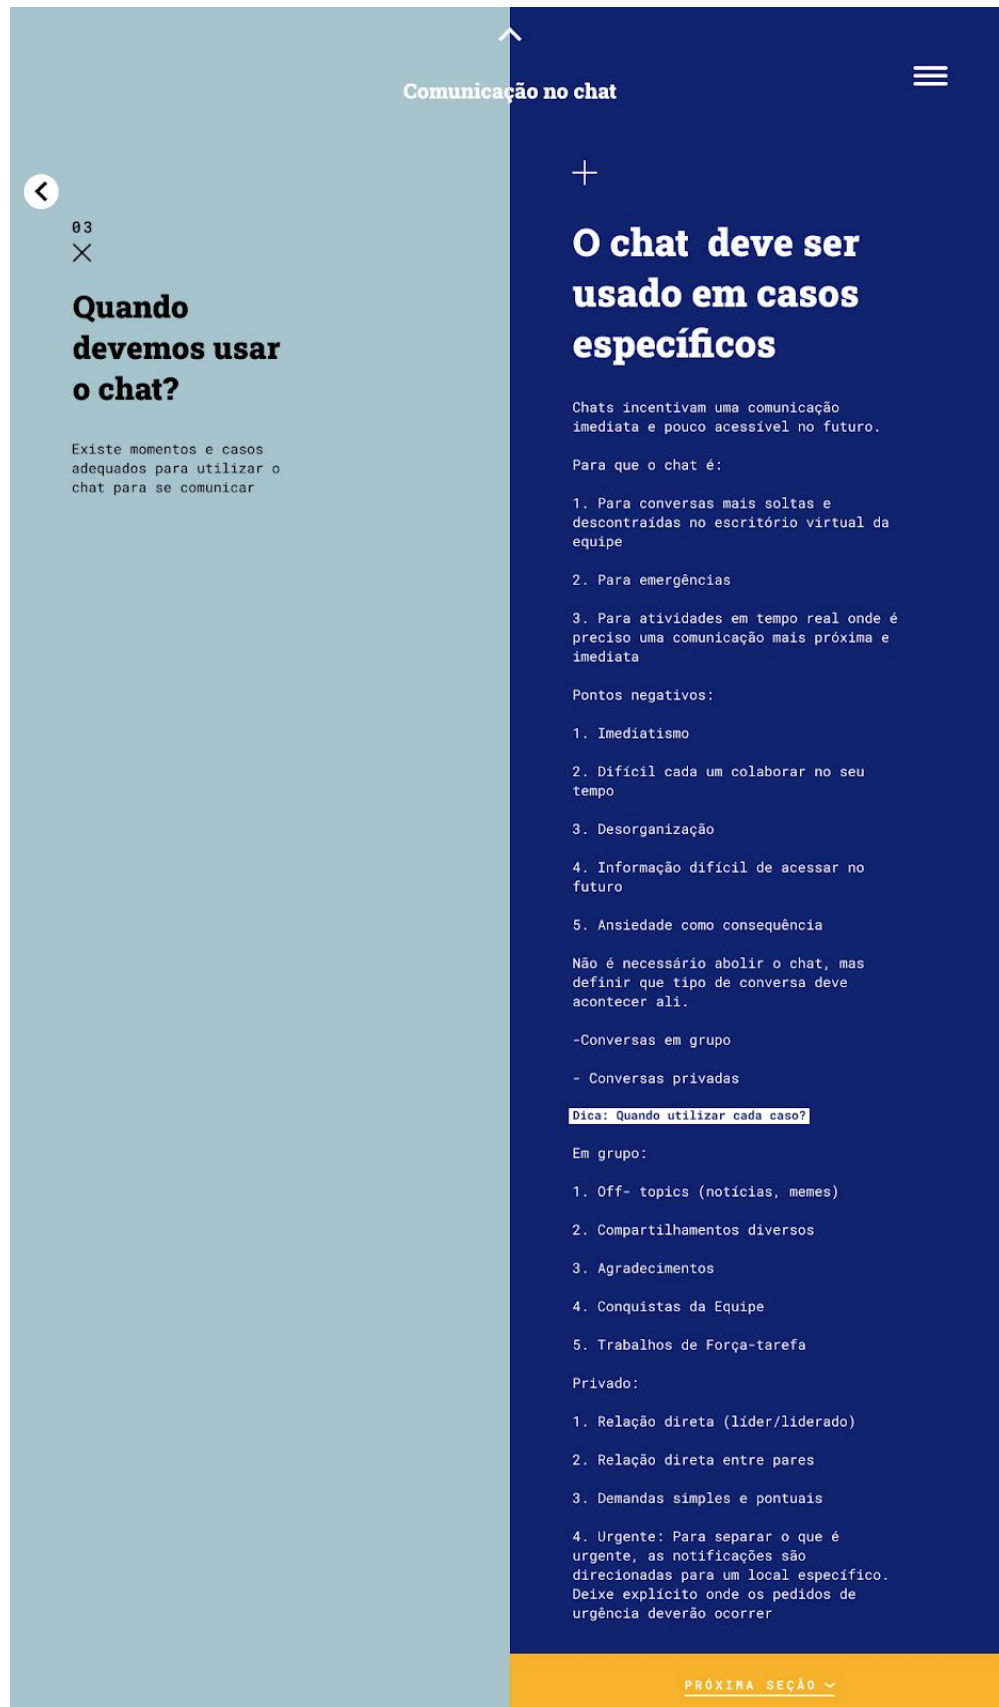 Comunicação no chat
03
Quando
devemos usar
o chat?
Existe momentos e casos
adequados para utilizar o
chat para se comunicar
O chat deve ser
usado em casos
específicos
Chats incentivam uma comunicação
imediata e pouco acessível no futuro.
Para que o chat é:
1. Para conversas mais soltas e
descontraídas no escritório virtual da
equipe
2. Para emergências
3. Para atividades em tempo real onde é
preciso uma comunicação mais próxima e
imediata
Pontos negativos:
1. Imediatismo
2. Difícil cada um colaborar no seu
tempo
3. Desorganização
4. Informação difícil de acessar no
futuro
5. Ansiedade como consequência
Não é necessário abolir o chat, mas
definir que tipo de conversa deve
acontecer ali.
-Conversas em grupo
- Conversas privadas
Dica: Quando utilizar cada caso?
Em grupo:
1. Off- topics (notícias, memes)
2. Compartilhamentos diversos
3. Agradecimentos
4. Conquistas da Equipe
5. Trabalhos de Força-tarefa
Privado:
1. Relação direta (líder/liderado)
2. Relação direta entre pares
3. Demandas simples e pontuais
4. Urgente: Para separar o que é
urgente, as notificações são
direcionadas para um local específico.
Deixe explícito onde os pedidos de
urgência deverão ocorrer
PRÓXIMA SEÇÃO